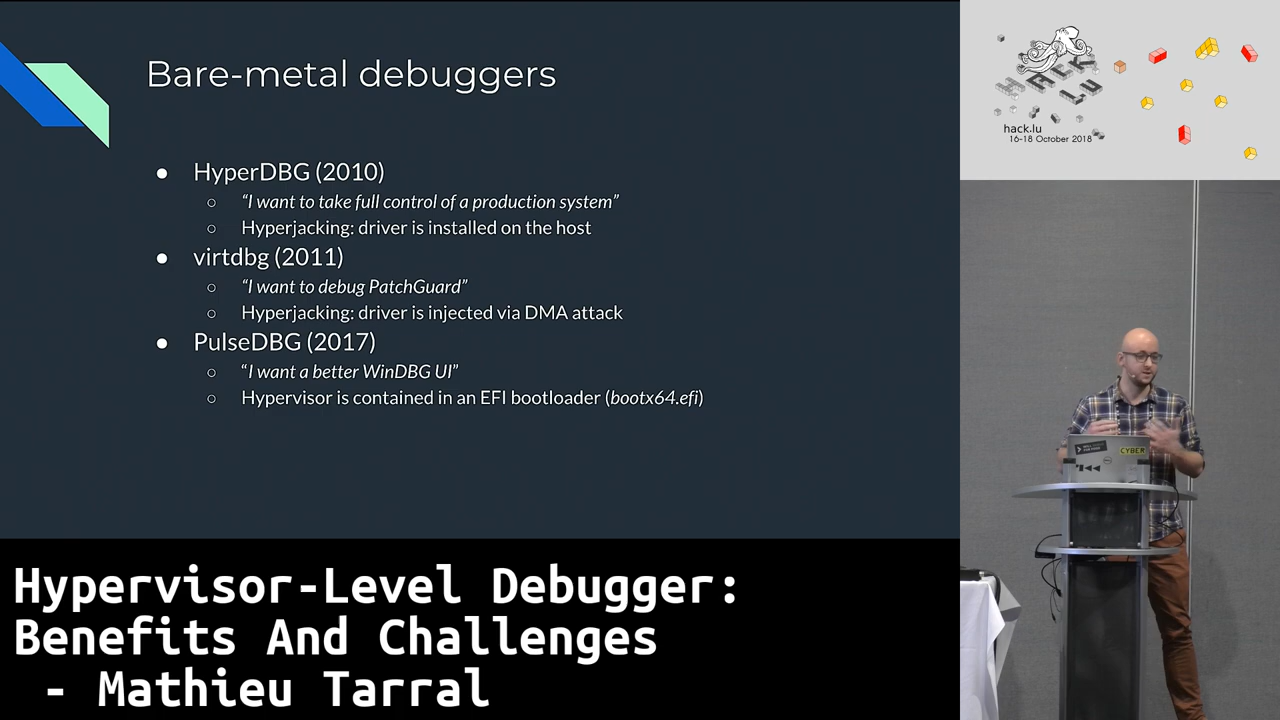 Bare-metal debuggers
● HyperDBG (2010)
○ “I want to take full control of a production system”
○ Hyperjacking: driver is installed on the host
● virtdbg (2011)
○ “I want to debug PatchGuard”
○ Hyperjacking: driver is injected via DMA attack
● PulseDBG (2017)
○ “I want a better WinDBG UI”
○ Hypervisor is contained in an EFI bootloader (bootx64.efi)
HACK
LU
hack.lu
16-18 October 2018
CYBER
Hypervisor-Level Debugger:
Benefits And Challenges
- Mathieu Tarral